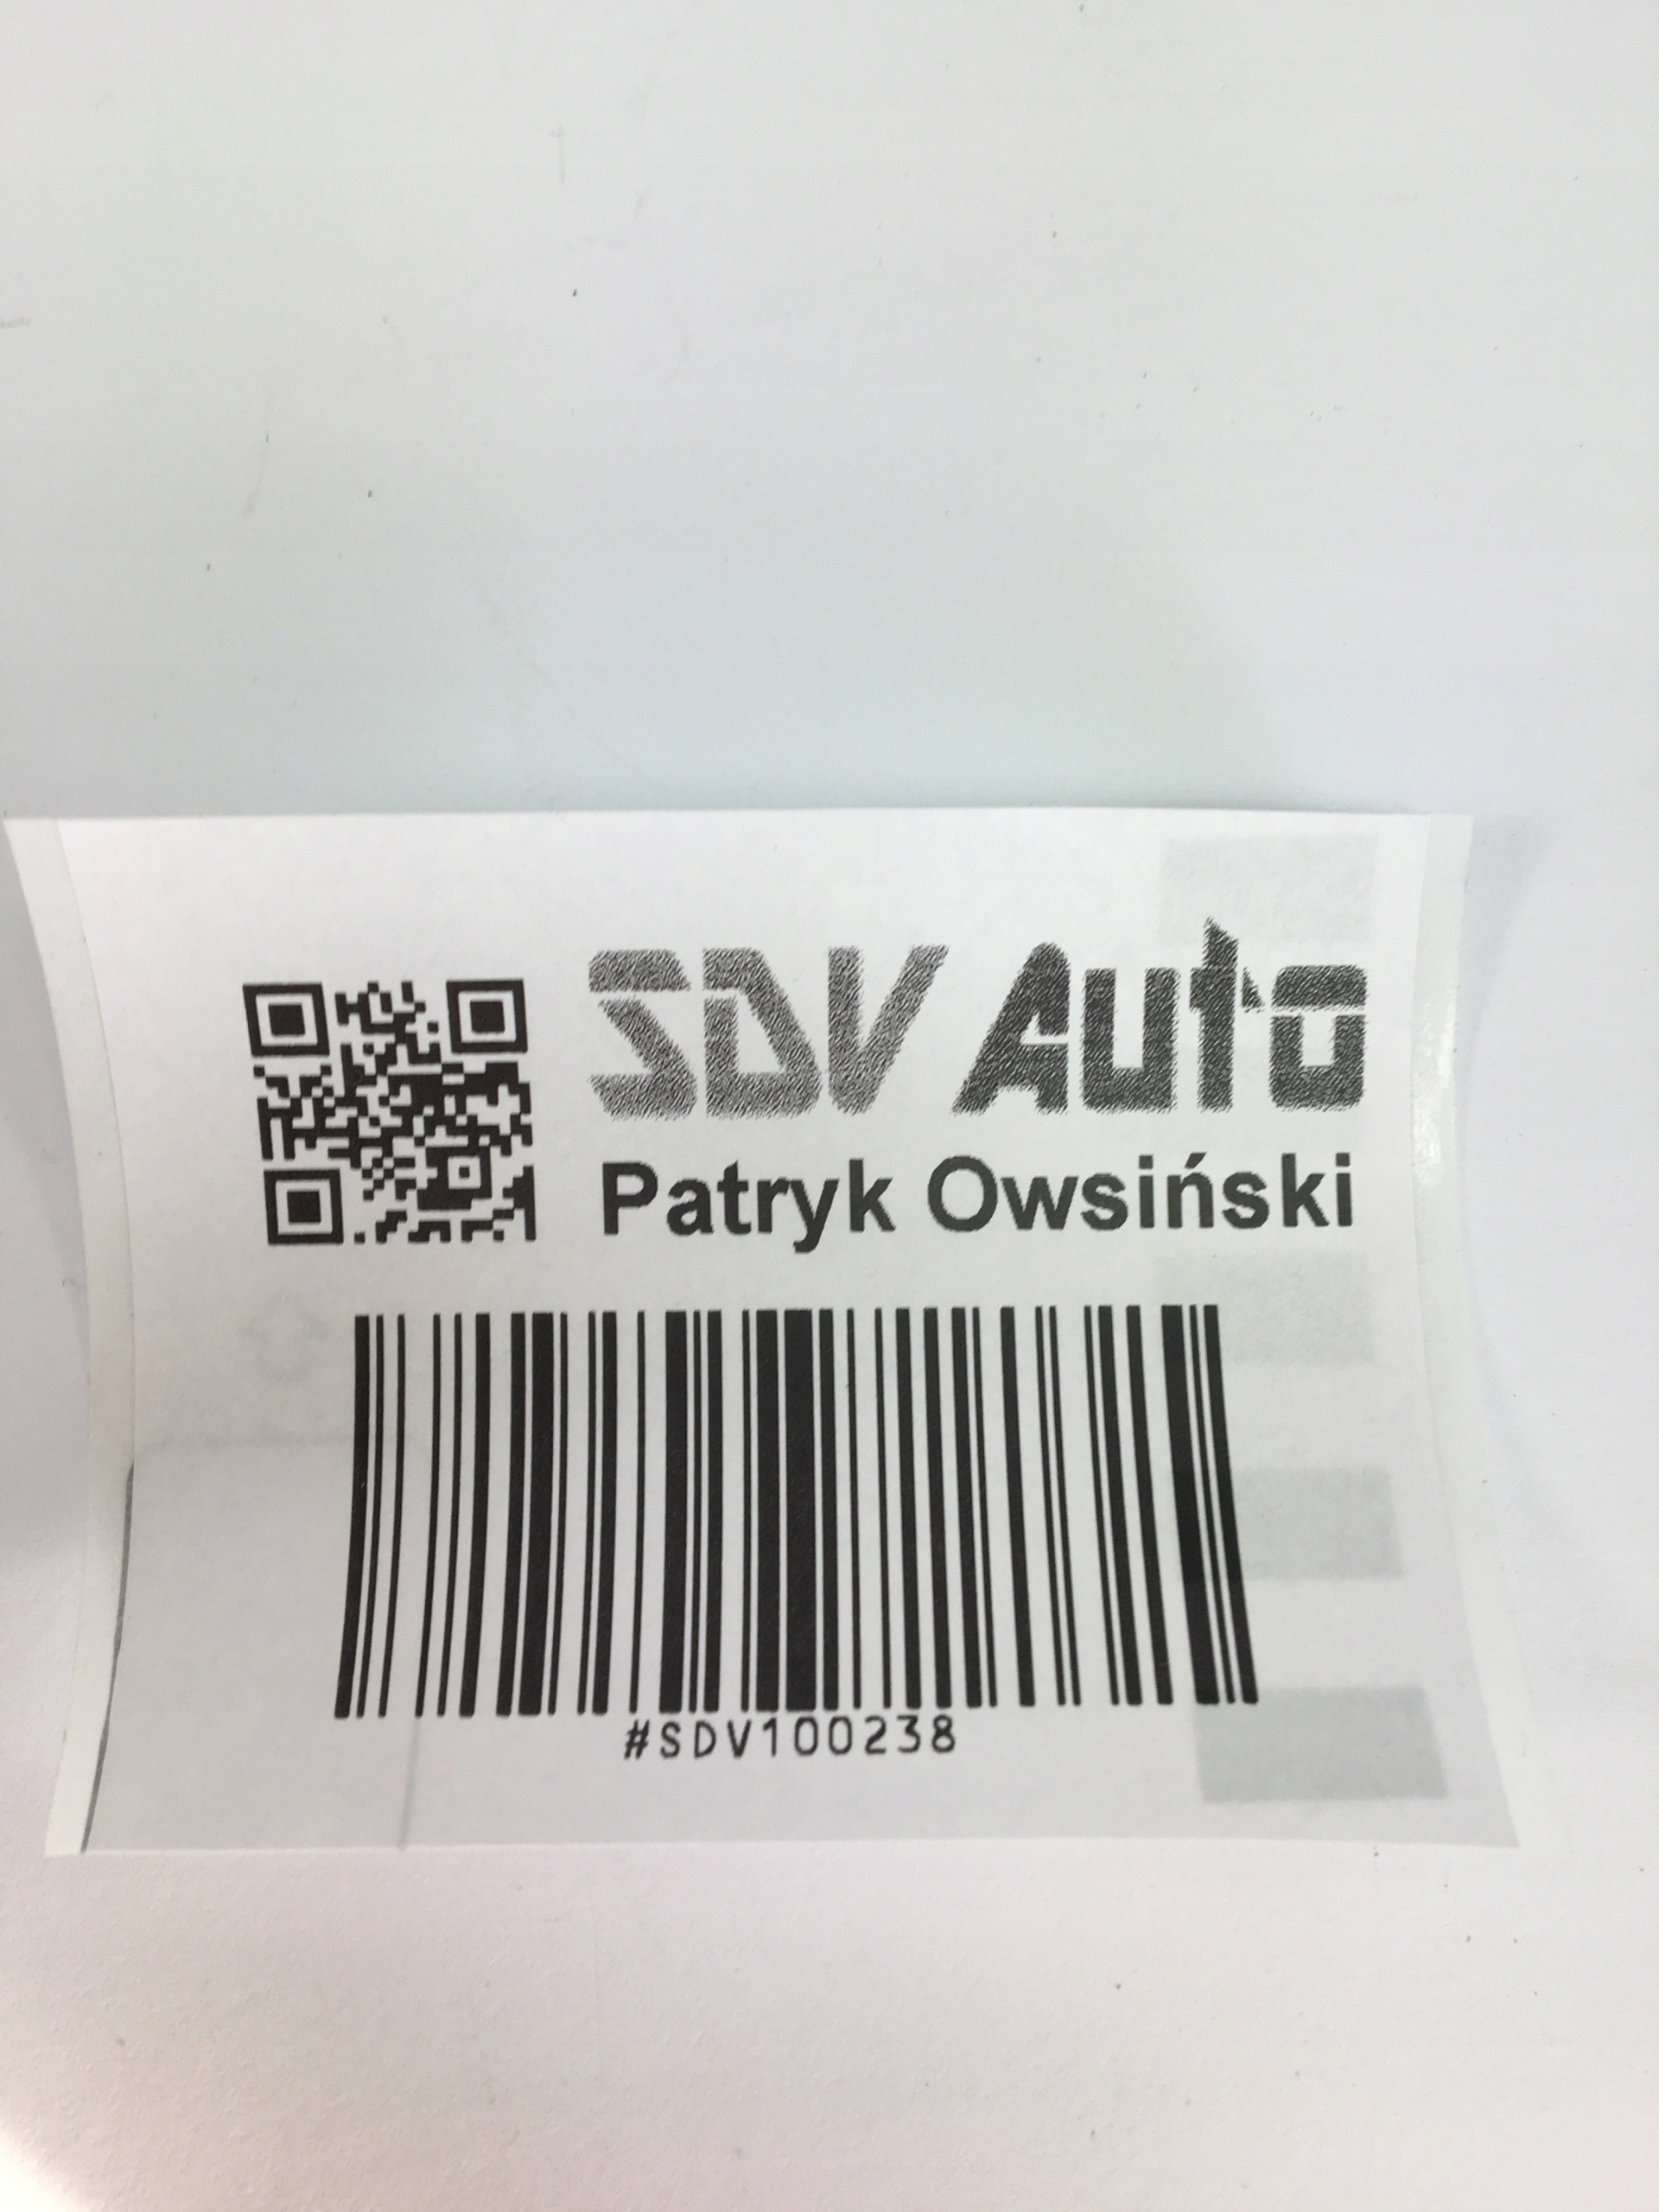 SDV Auto
Patryk Owsiński
#SDV100238